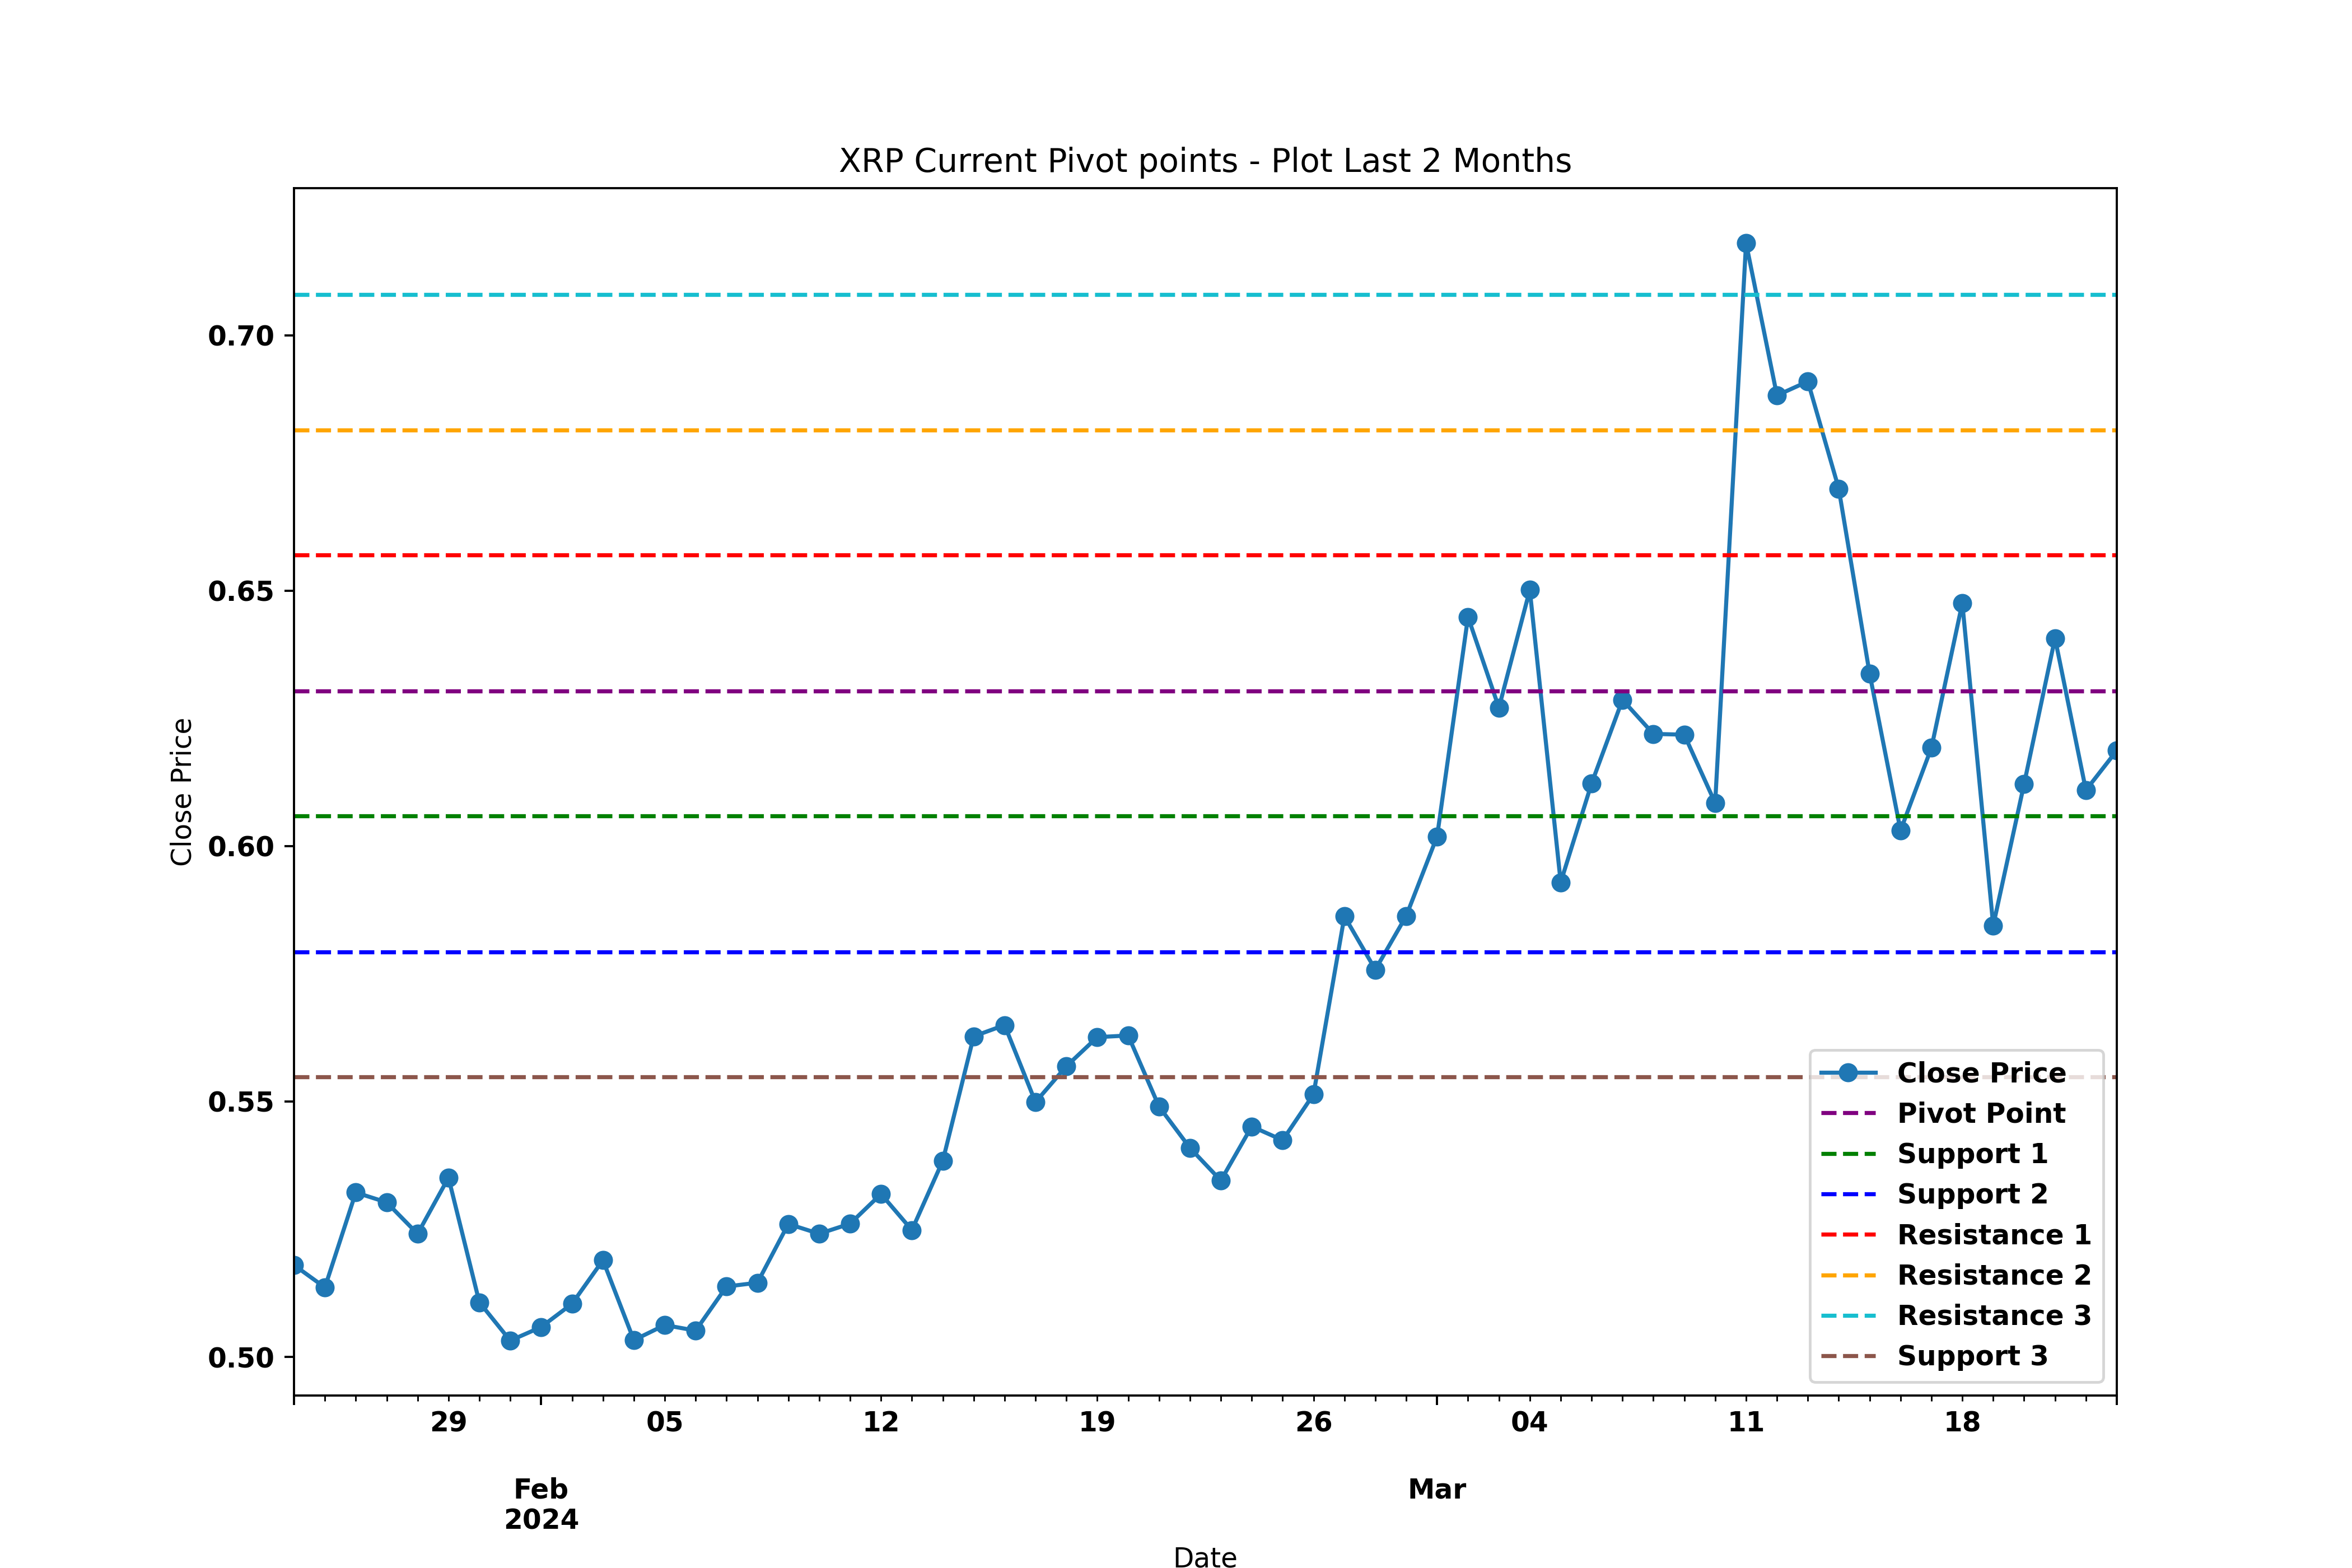 XRP Current Pivot points - Plot Last 2 Months
Close Price
0.70
0.65
0.60
0.55
0.50
Close Price
Pivot Point
Support 1
Support 2
Resistance 1
Resistance 2
Resistance 3
Support 3
29 05 12 19 26 04 11 18
Feb Mar
2024
Date